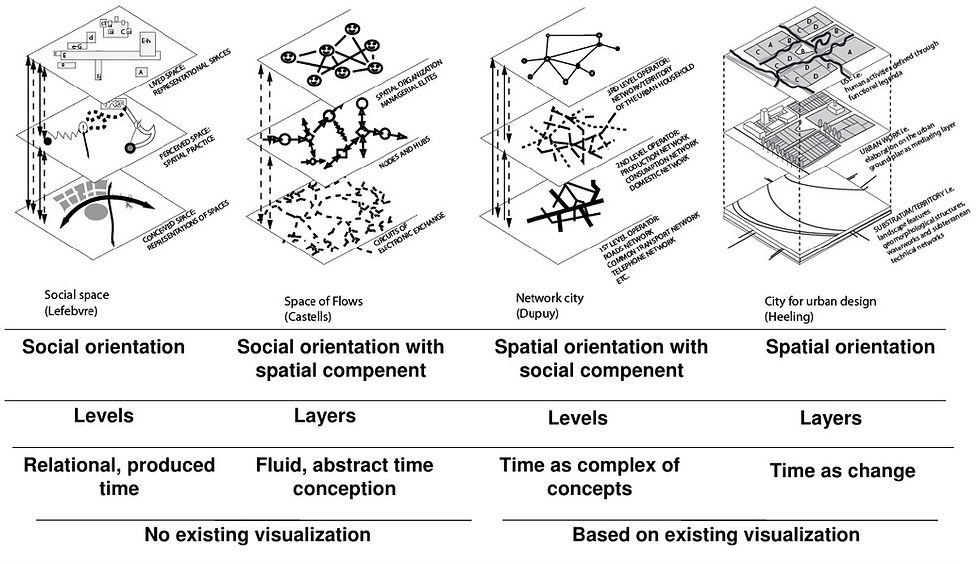 LIVED SPACE:
REPRESENTATIONAL SPACES
PERCEIVED SPACE:
SPATIAL PRACTICE
CONCEIVED SPACE:
REPRESENTATIONS OF SPACES
Social space
(Lefebvre)
SPATIAL ORGANIZATION
MANAGERIAL ELITES
NODES AND HUBS
CIRCUITS OF
ELECTRONIC EXCHANGE
Space of Flows
(Castells)
3RD LEVEL OPERATOR:
NETWORK/TERRITORY
OF THE URBAN HOUSEHOLD
2ND LEVEL OPERATOR:
PRODUCTION NETWORK
CONSUMPTION NETWORK
DOMESTIC NETWORK
1ST LEVEL OPERATOR:
ROADS NETWORK
COMMON TRANSPORT NETWORK
TELEPHONE NETWORK
ETC.
Network city
(Dupuy)
USE i.e.
human activities defined through
functional legenda
URBAN WORK i.e.
elaboration on the urban
ground plan as mediating layer
SUBSTRATUM/TERRITORY i.e.
landscape features
geomorphological structures,
waterworks and subterranean
technical networks
City for urban design
(Heeling)
Social orientation
Social orientation with
spatial compenent
Spatial orientation with
social compenent
Spatial orientation
Levels
Layers
Levels
Layers
Relational, produced
time
Fluid, abstract time
conception
Time as complex of
concepts
Time as change
No existing visualization
Based on existing visualization